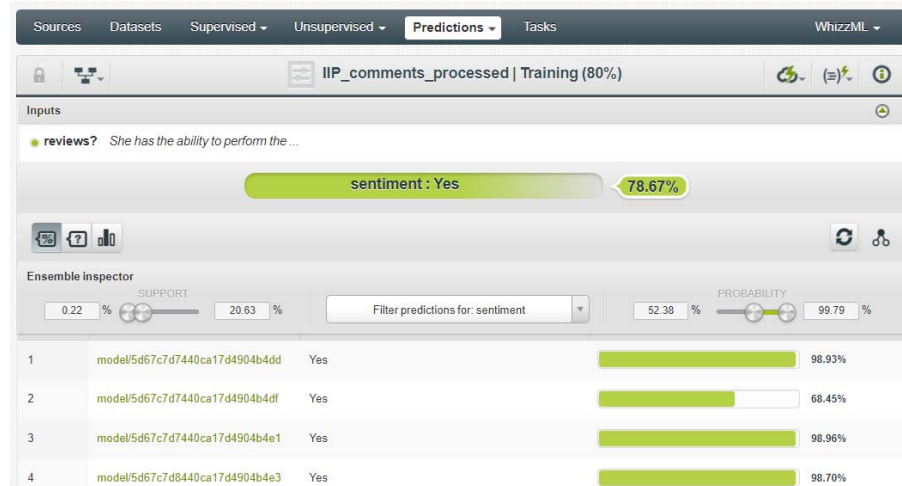 Sources Datasets Supervised Unsupervised Predictions Tasks WhizzML
IIP_comments_processed | Training (80%)
Inputs
reviews? She has the ability to perform the ...
sentiment : Yes 78.67%
Ensemble inspector
SUPPORT PROBABILITY
0.22 % 20.63 % Filter predictions for: sentiment 52.38 % 99.79 %
1 model/5d67c7d7440ca17d4904b4dd Yes 98.93%
2 model/5d67c7d7440ca17d4904b4df Yes 68.45%
3 model/5d67c7d7440ca17d4904b4e1 Yes 98.96%
4 model/5d67c7d8440ca17d4904b4e3 Yes 98.70%